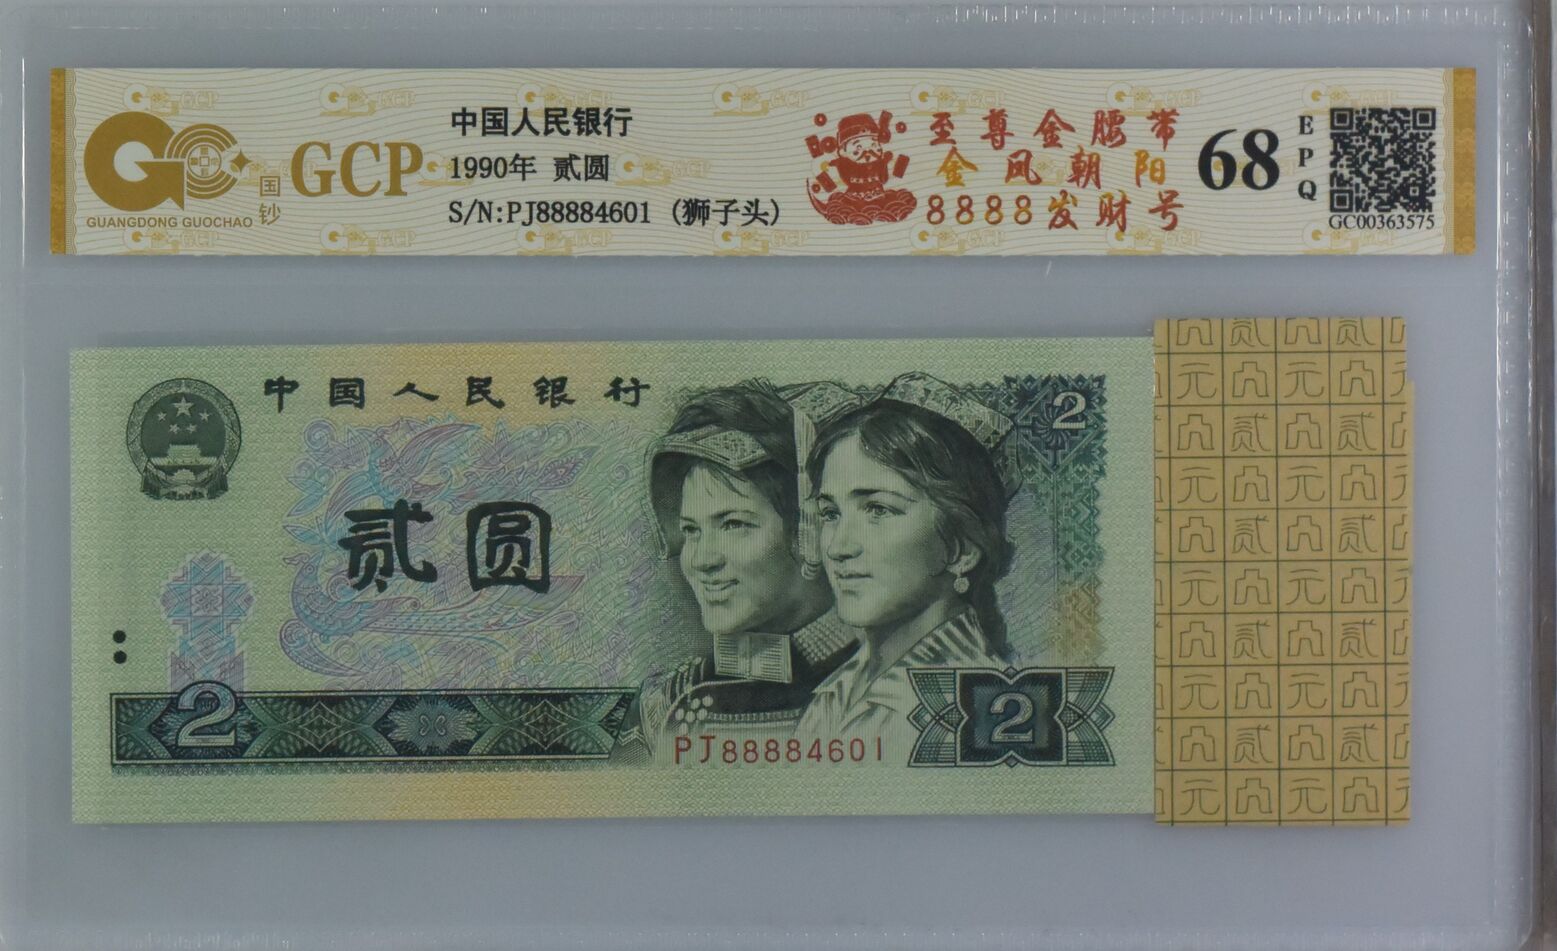 GCP
国钞
GUANGDONG GUOCHAO
中国人民银行
1990年 贰圆
S/N:PJ88884601 (狮子头)
至尊金腰带
金凤朝阳
8888发财号
68
EPQ
GC00363575
中国人民银行
贰圆
2
2
2
PJ88884601